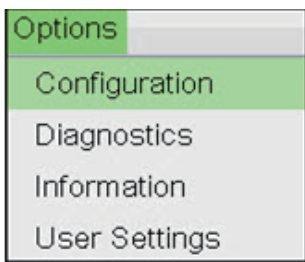 Options
Configuration
Diagnostics
Information
User Settings